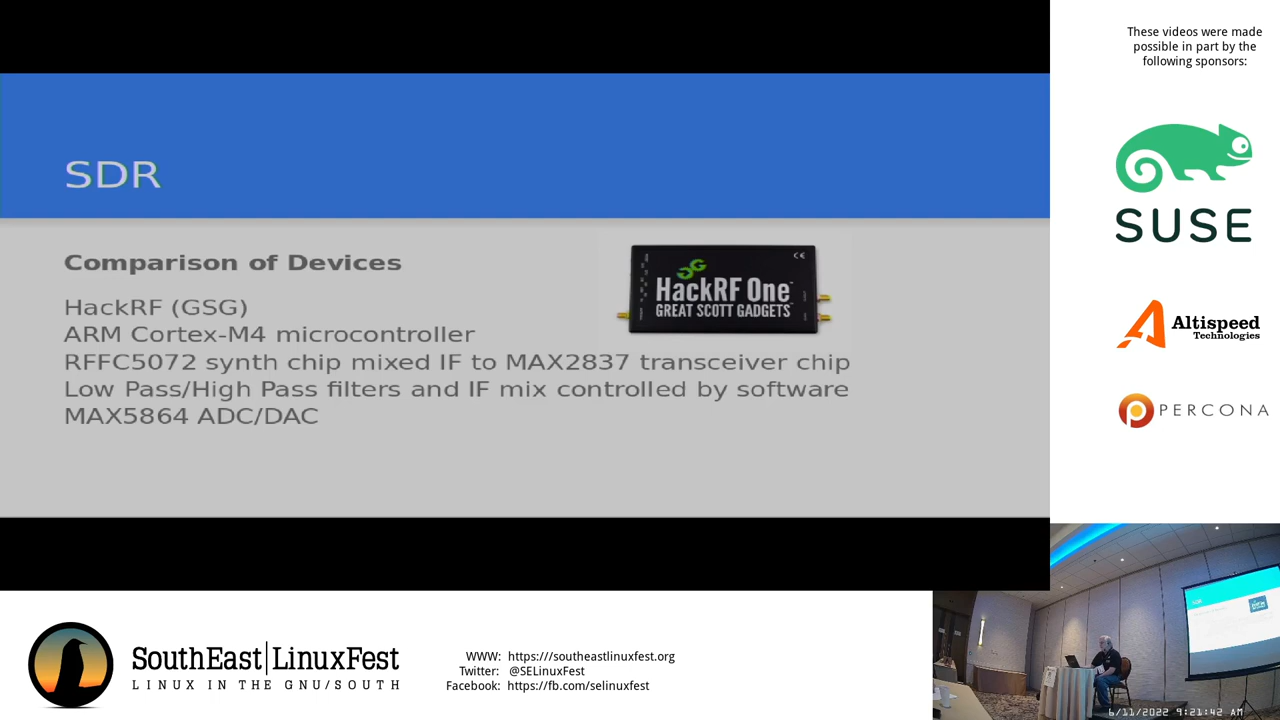 These videos were made
possible in part by the
following sponsors:
SDR
SUSE
Comparison of Devices
HackRF One
GREAT SCOTT GADGETS
HackRF (GSG)
ARM Cortex-M4 microcontroller
RFFC5072 synth chip mixed IF to MAX2837 transceiver chip
Low Pass/High Pass filters and IF mix controlled by software
MAX5864 ADC/DAC
Altispeed
Technologies
PERCONA
SouthEast LinuxFest
LINUX IN THE GNU/SOUTH
WWW: https:///southeastlinuxfest.org
Twitter: @SELinuxFest
Facebook: https://fb.com/selinuxfest
SDR
6/11/2022 9:21:42 AM